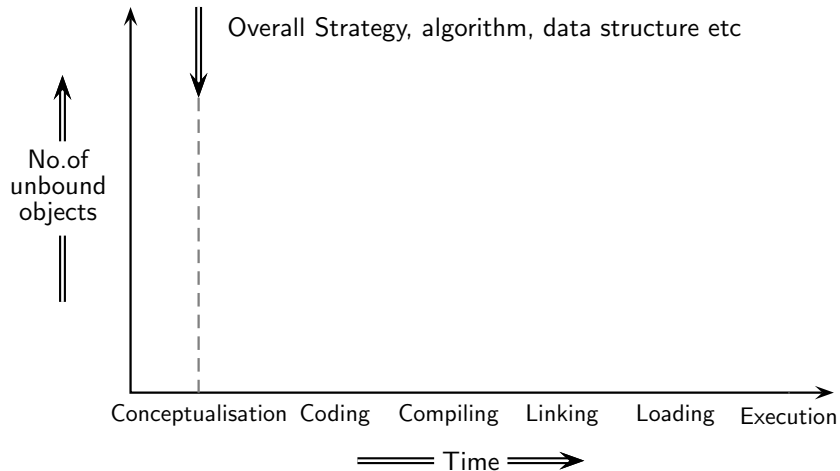 Overall Strategy, algorithm, data structure etc
No.of
unbound
objects
Conceptualisation Coding Compiling Linking Loading Execution
Time